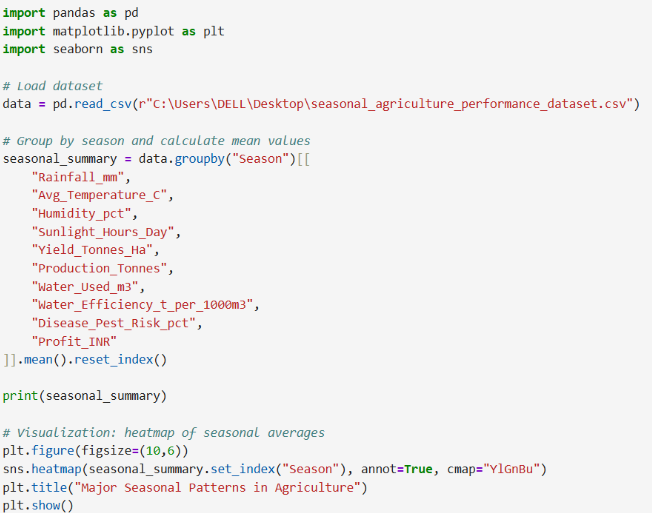 import pandas as pd
import matplotlib.pyplot as plt
import seaborn as sns
# Load dataset
data = pd.read_csv(r"C:\Users\DELL\Desktop\seasonal_agriculture_performance_dataset.csv")
# Group by season and calculate mean values
seasonal_summary = data.groupby("Season")[[
    "Rainfall_mm",
    "Avg_Temperature_C",
    "Humidity_pct",
    "Sunlight_Hours_Day",
    "Yield_Tonnes_Ha",
    "Production_Tonnes",
    "Water_Used_m3",
    "Water_Efficiency_t_per_1000m3",
    "Disease_Pest_Risk_pct",
    "Profit_INR"
]].mean().reset_index()
print(seasonal_summary)
# Visualization: heatmap of seasonal averages
plt.figure(figsize=(10,6))
sns.heatmap(seasonal_summary.set_index("Season"), annot=True, cmap="YlGnBu")
plt.title("Major Seasonal Patterns in Agriculture")
plt.show()